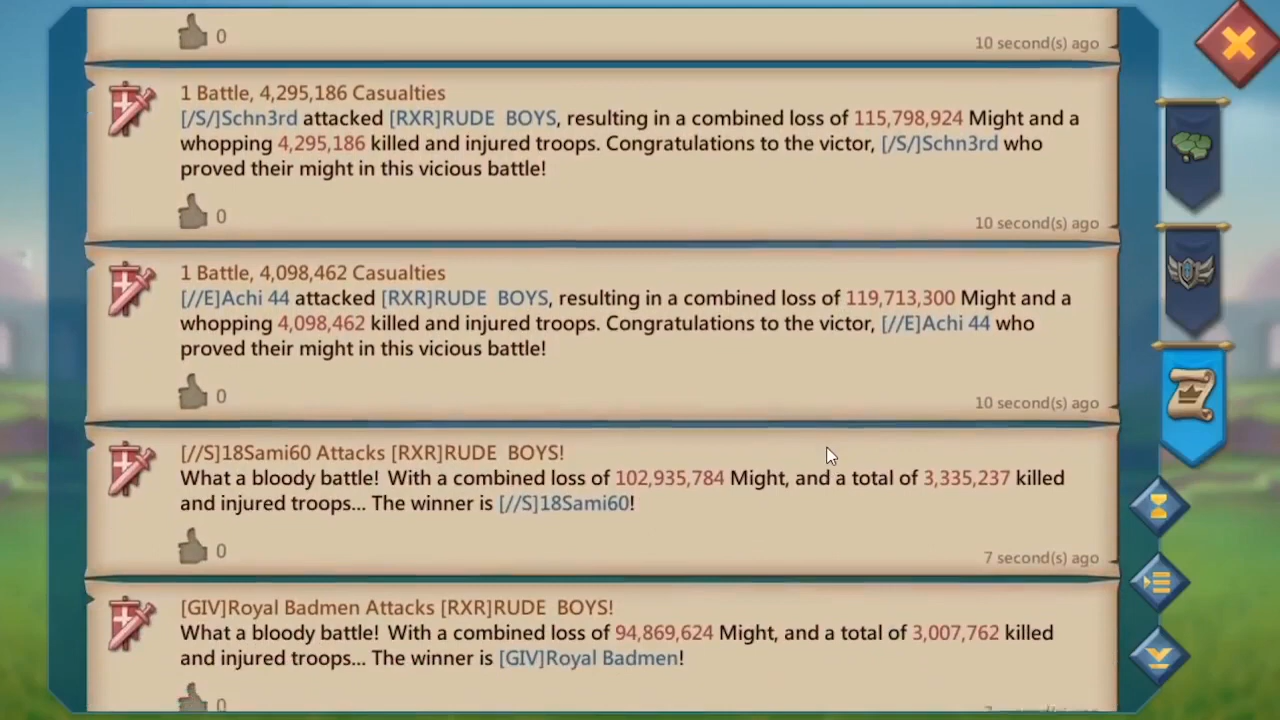 0
10 second(s) ago
1 Battle, 4,295,186 Casualties
[/S/]Schn3rd attacked [RXR]RUDE BOYS, resulting in a combined loss of 115,798,924 Might and a
whopping 4,295,186 killed and injured troops. Congratulations to the victor, [/S/]Schn3rd who
proved their might in this vicious battle!
0
10 second(s) ago
1 Battle, 4,098,462 Casualties
[//E]Achi 44 attacked [RXR]RUDE BOYS, resulting in a combined loss of 119,713,300 Might and a
whopping 4,098,462 killed and injured troops. Congratulations to the victor, [//E]Achi 44 who
proved their might in this vicious battle!
0
10 second(s) ago
[//S]18Sami60 Attacks [RXR]RUDE BOYS!
What a bloody battle! With a combined loss of 102,935,784 Might, and a total of 3,335,237 killed
and injured troops... The winner is [//S]18Sami60!
0
7 second(s) ago
[GIV]Royal Badmen Attacks [RXR]RUDE BOYS!
What a bloody battle! With a combined loss of 94,869,624 Might, and a total of 3,007,762 killed
and injured troops... The winner is [GIV]Royal Badmen!
0